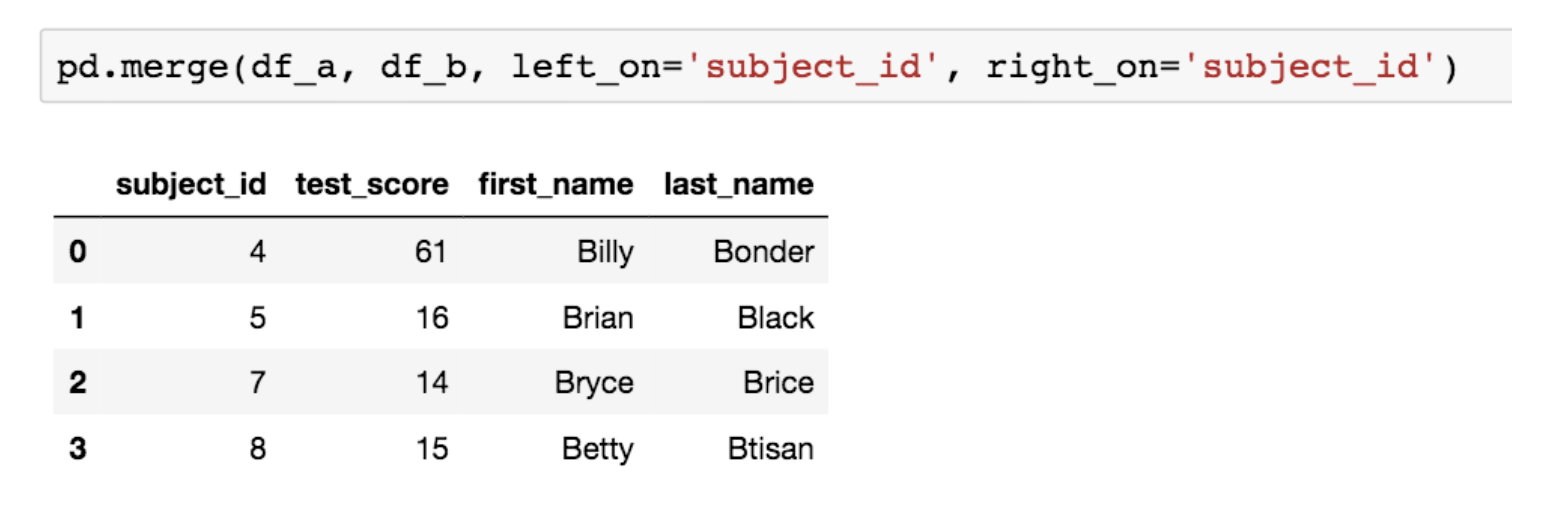 pd.merge(df_a, df_b, left_on='subject_id', right_on='subject_id')
subject_id test_score first_name last_name
0 4 61 Billy Bonder
1 5 16 Brian Black
2 7 14 Bryce Brice
3 8 15 Betty Btisan